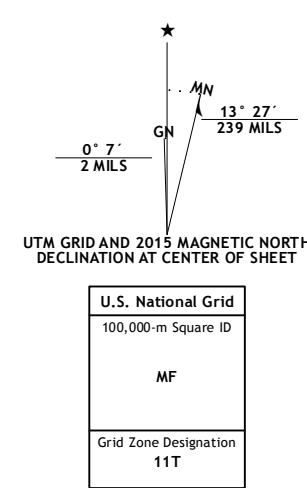 ★
MN
GN
13° 27´
239 MILS
0° 7´
2 MILS
UTM GRID AND 2015 MAGNETIC NORTH
DECLINATION AT CENTER OF SHEET
U.S. National Grid
100,000-m Square ID
MF
Grid Zone Designation
11T